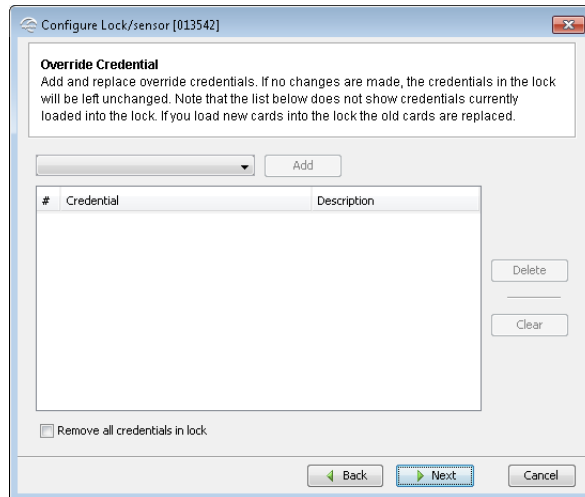 Configure Lock/sensor [013542]
Override Credential
Add and replace override credentials. If no changes are made, the credentials in the lock
will be left unchanged. Note that the list below does not show credentials currently
loaded into the lock. If you load new cards into the lock the old cards are replaced.
Add
# Credential Description
Delete
Clear
Remove all credentials in lock
Back Next Cancel